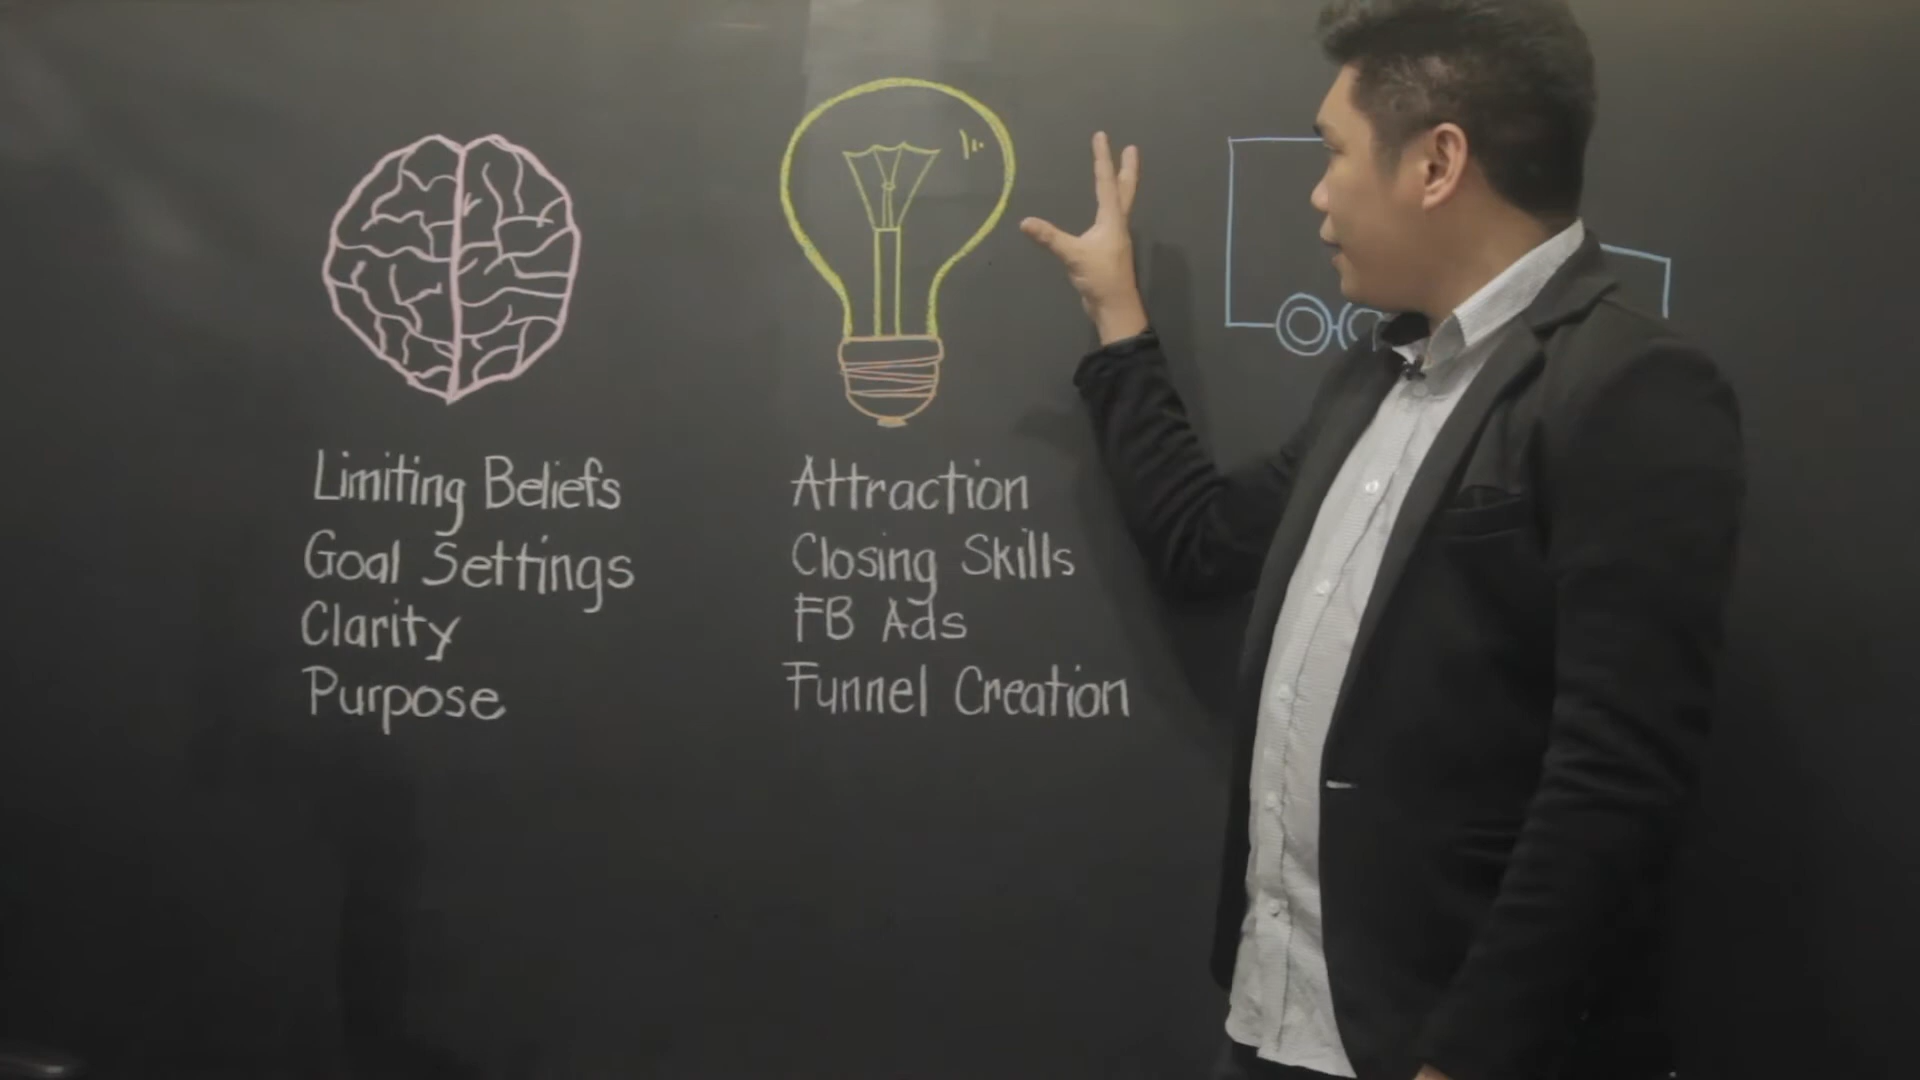 Limiting Beliefs
Goal Settings
Clarity
Purpose
Attraction
Closing Skills
FB Ads
Funnel Creation